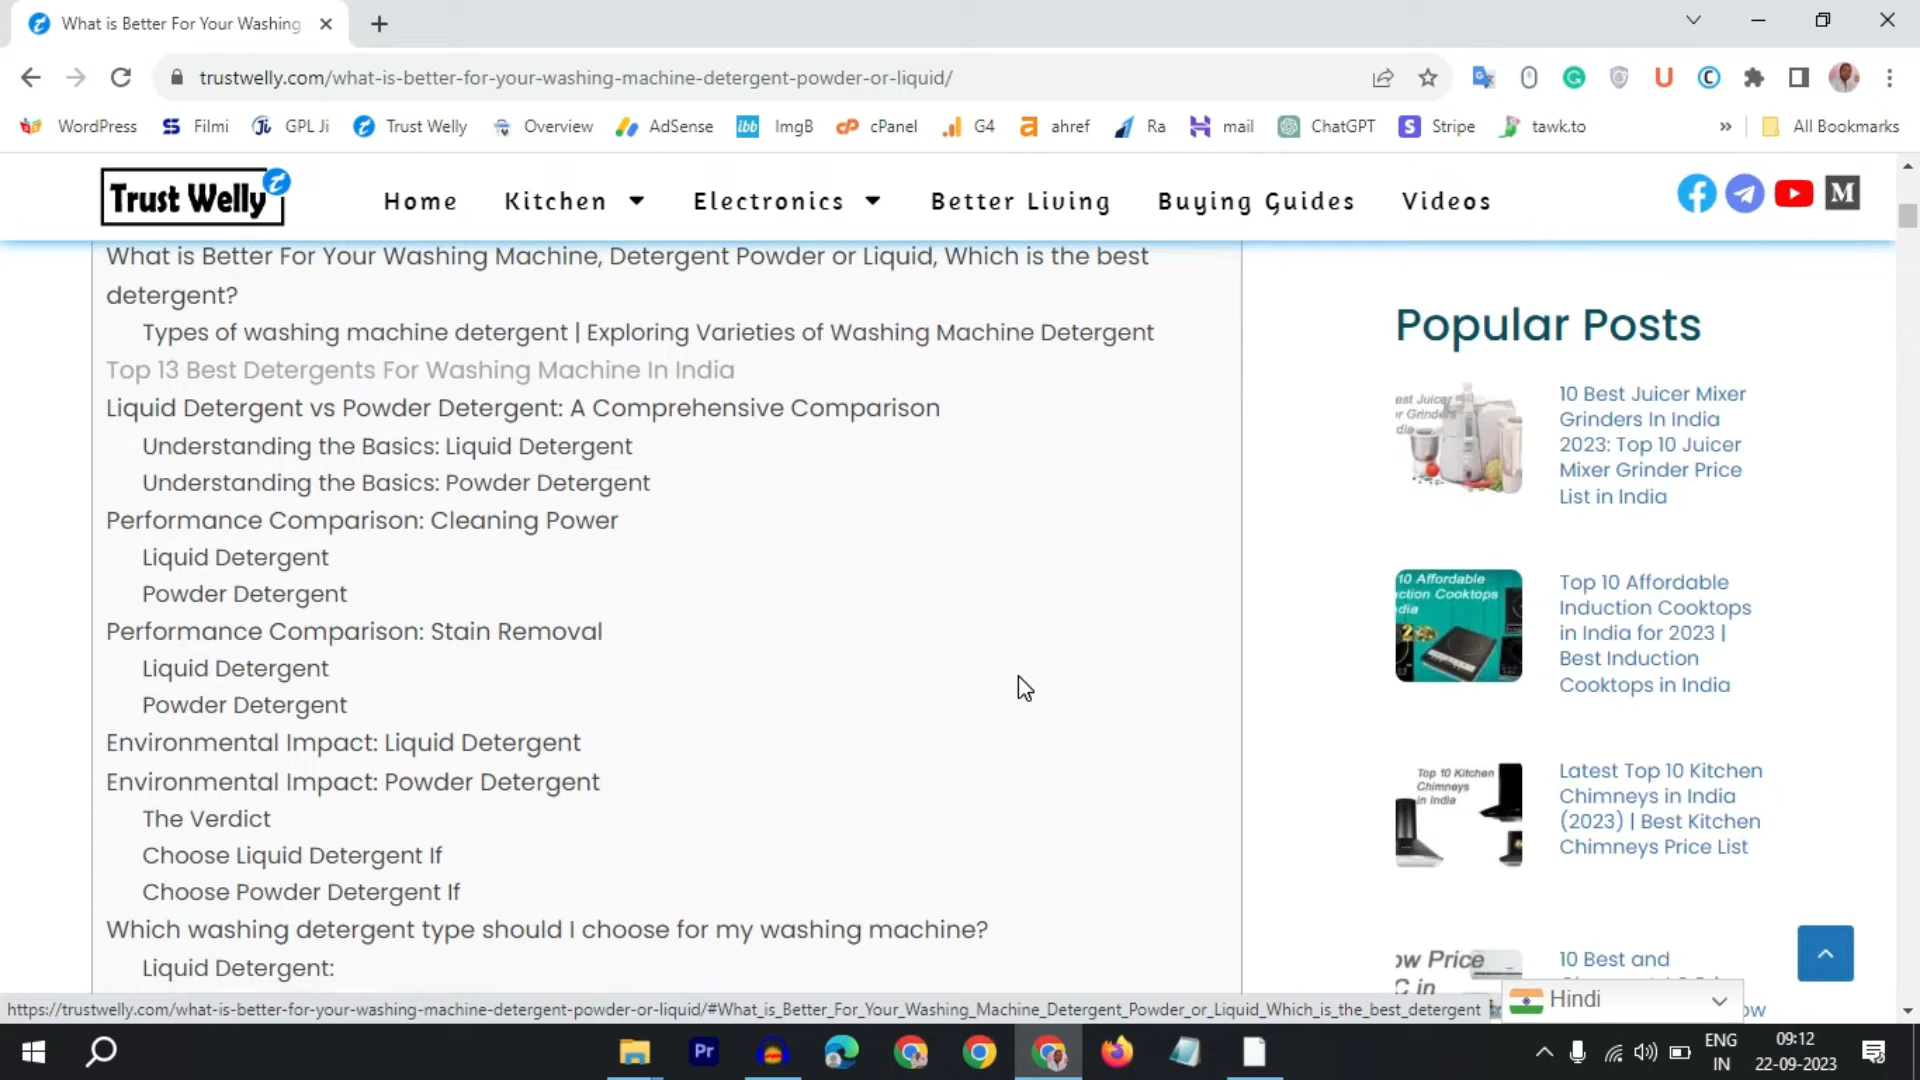 What is Better For Your Washing
trustwelly.com/what-is-better-for-your-washing-machine-detergent-powder-or-liquid/
WordPress Filmi GPL Ji Trust Welly Overview AdSense ImgB cPanel G4 ahref Ra mail ChatGPT Stripe tawk.to » All Bookmarks
Trust Welly
Home Kitchen Electronics Better Living Buying Guides Videos
What is Better For Your Washing Machine, Detergent Powder or Liquid, Which is the best
detergent?
Types of washing machine detergent | Exploring Varieties of Washing Machine Detergent
Top 13 Best Detergents For Washing Machine In India
Liquid Detergent vs Powder Detergent: A Comprehensive Comparison
Understanding the Basics: Liquid Detergent
Understanding the Basics: Powder Detergent
Performance Comparison: Cleaning Power
Liquid Detergent
Powder Detergent
Performance Comparison: Stain Removal
Liquid Detergent
Powder Detergent
Environmental Impact: Liquid Detergent
Environmental Impact: Powder Detergent
The Verdict
Choose Liquid Detergent If
Choose Powder Detergent If
Which washing detergent type should I choose for my washing machine?
Liquid Detergent:
Popular Posts
10 Best Juicer Mixer
Grinders In India
2023: Top 10 Juicer
Mixer Grinder Price
List in India
10 Affordable
Top 10 Affordable
Induction Cooktops
in India for 2023 |
Best Induction
Cooktops in India
Top 10 Kitchen
Chimneys
in India
Latest Top 10 Kitchen
Chimneys in India
(2023) | Best Kitchen
Chimneys Price List
Price
10 Best and
Hindi
https://trustwelly.com/what-is-better-for-your-washing-machine-detergent-powder-or-liquid/#What_is_Better_For_Your_Washing_Machine_Detergent_Powder_or_Liquid_Which_is_the_best_detergent
Pr
ENG
IN
09:12
22-09-2023